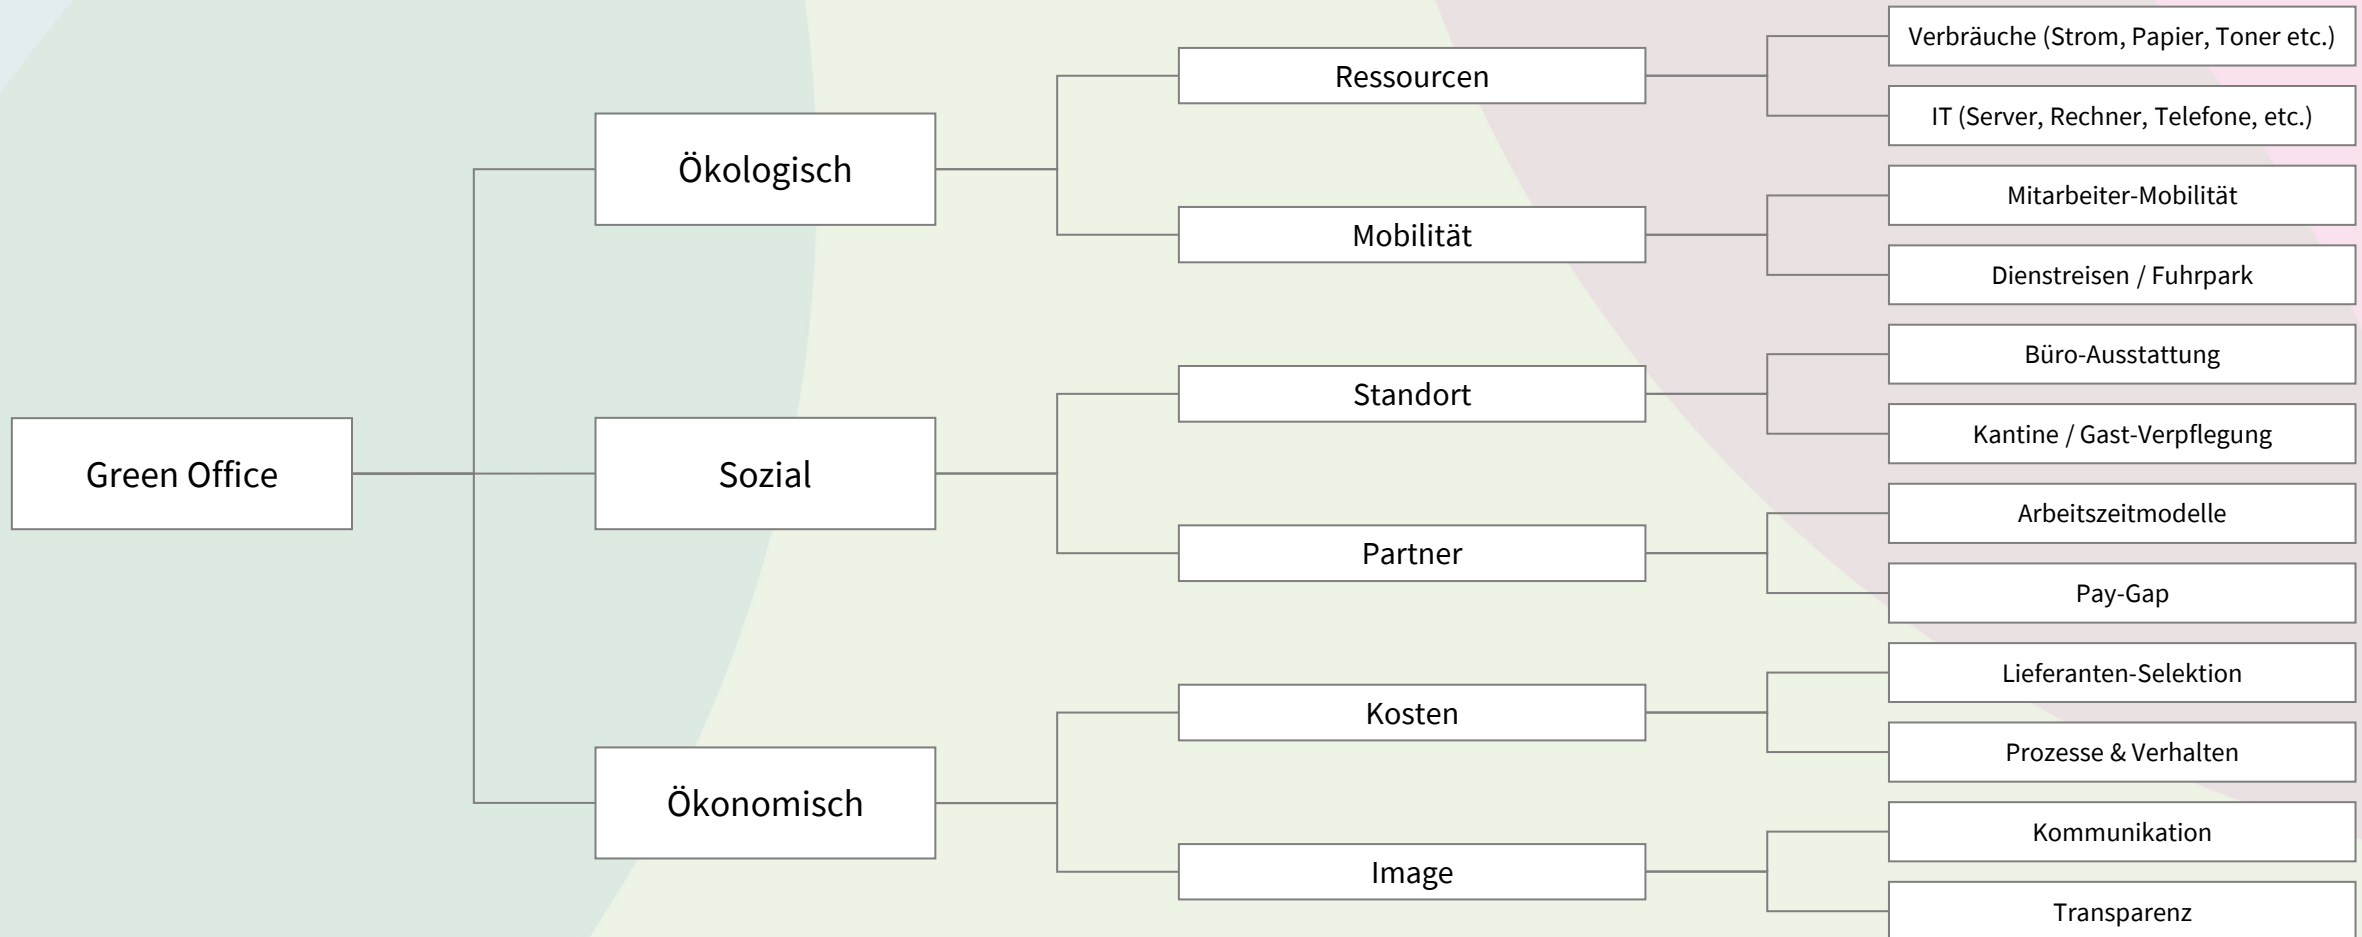 Green Office
Ökologisch
Ressourcen
Verbräuche (Strom, Papier, Toner etc.)
IT (Server, Rechner, Telefone, etc.)
Mobilität
Mitarbeiter-Mobilität
Dienstreisen / Fuhrpark
Sozial
Standort
Büro-Ausstattung
Kantine / Gast-Verpflegung
Partner
Arbeitszeitmodelle
Pay-Gap
Ökonomisch
Kosten
Lieferanten-Selektion
Prozesse & Verhalten
Image
Kommunikation
Transparenz